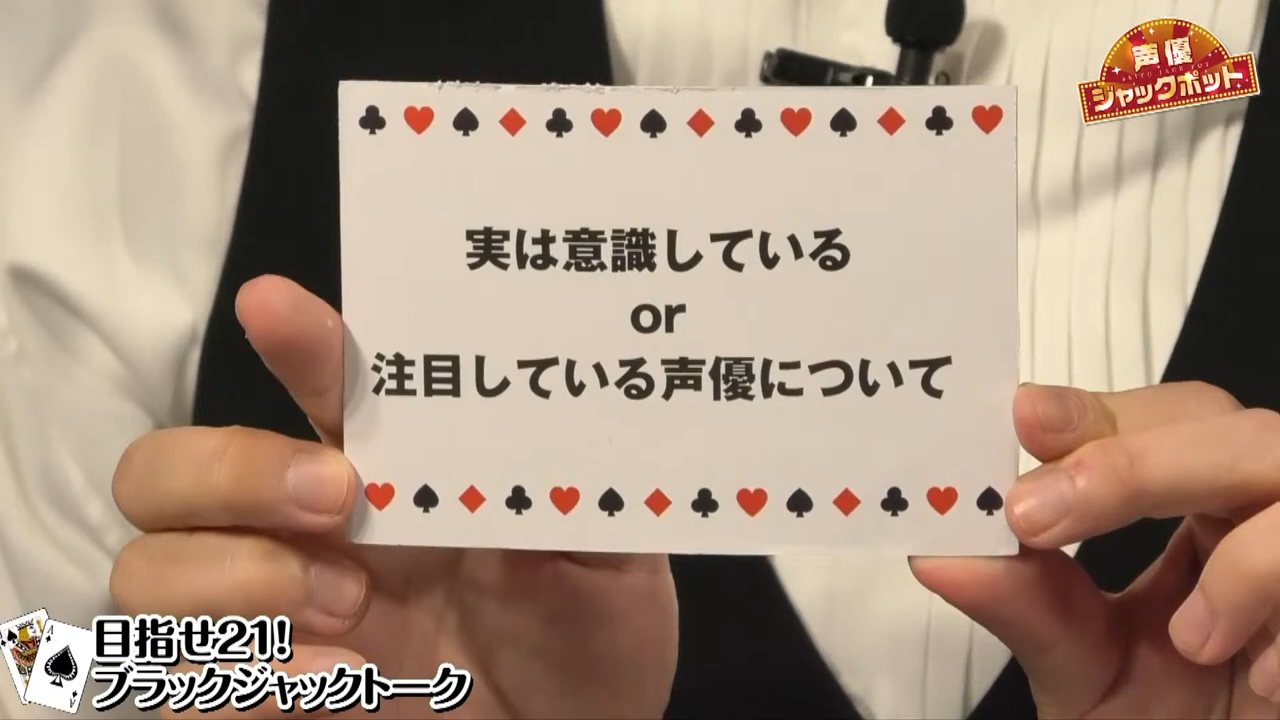 声優
ジャックポット
実は意識している
or
注目している声優について
目指せ21!
ブラックジャックトーク